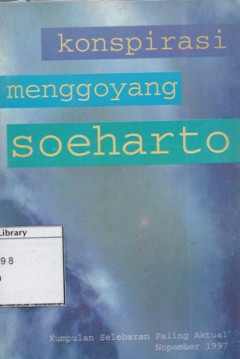 konspirasi
menggoyang
soeharto
Library
98
Kumpulan Selebaran Paling Aktual
Nopember 1997